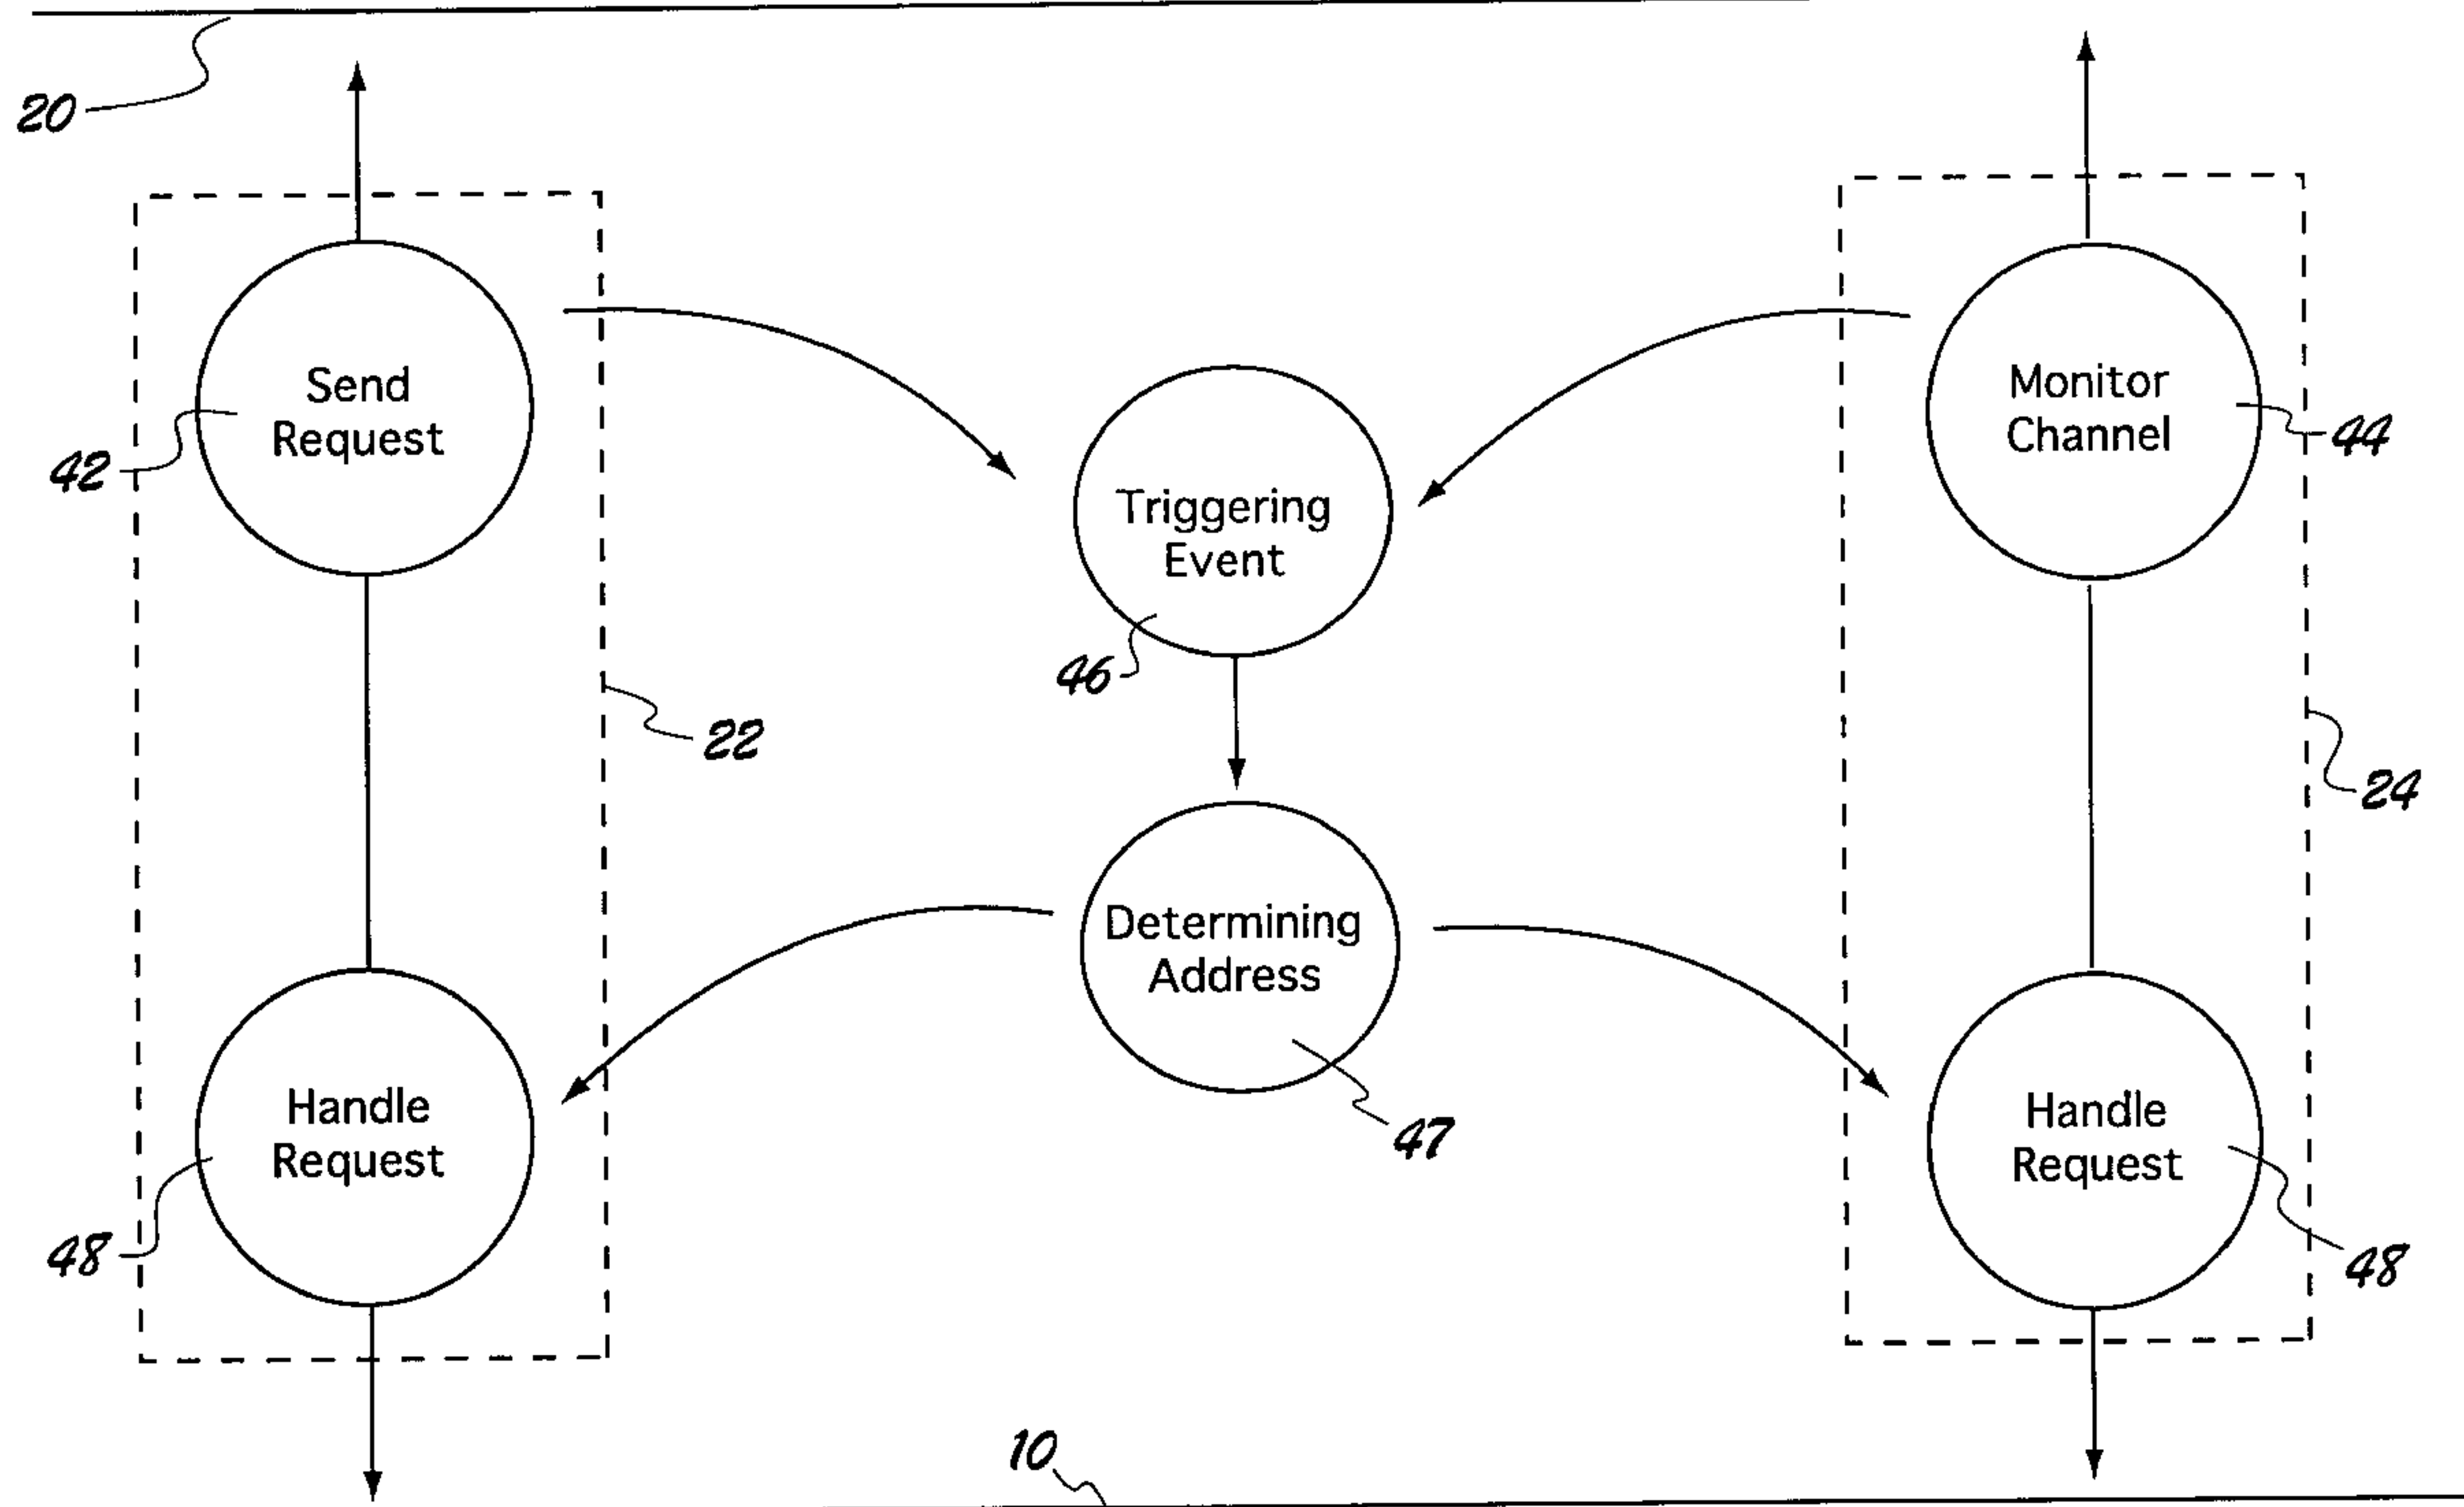 20
Send
Request
42
Monitor
Channel
44
Triggering
Event
46
22
24
Determining
Address
47
Handle
Request
48
Handle
Request
48
10